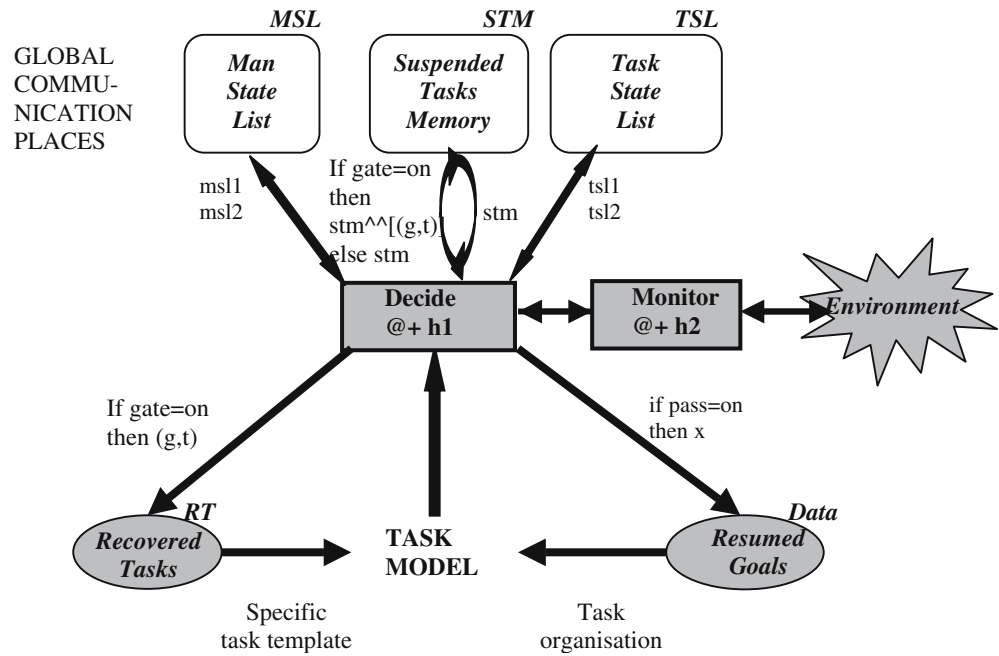 MSL
STM
TSL
GLOBAL
COMMU-
NICATION
PLACES
Man
State
List
Suspended
Tasks
Memory
Task
State
List
msl1
msl2
If gate=on
then
stm^^[(g,t)]
else stm
stm
tsl1
tsl2
Decide
@+ h1
Monitor
@+ h2
Environment
If gate=on
then (g,t)
if pass=on
then x
RT
Recovered
Tasks
TASK
MODEL
Data
Resumed
Goals
Specific
task template
Task
organisation